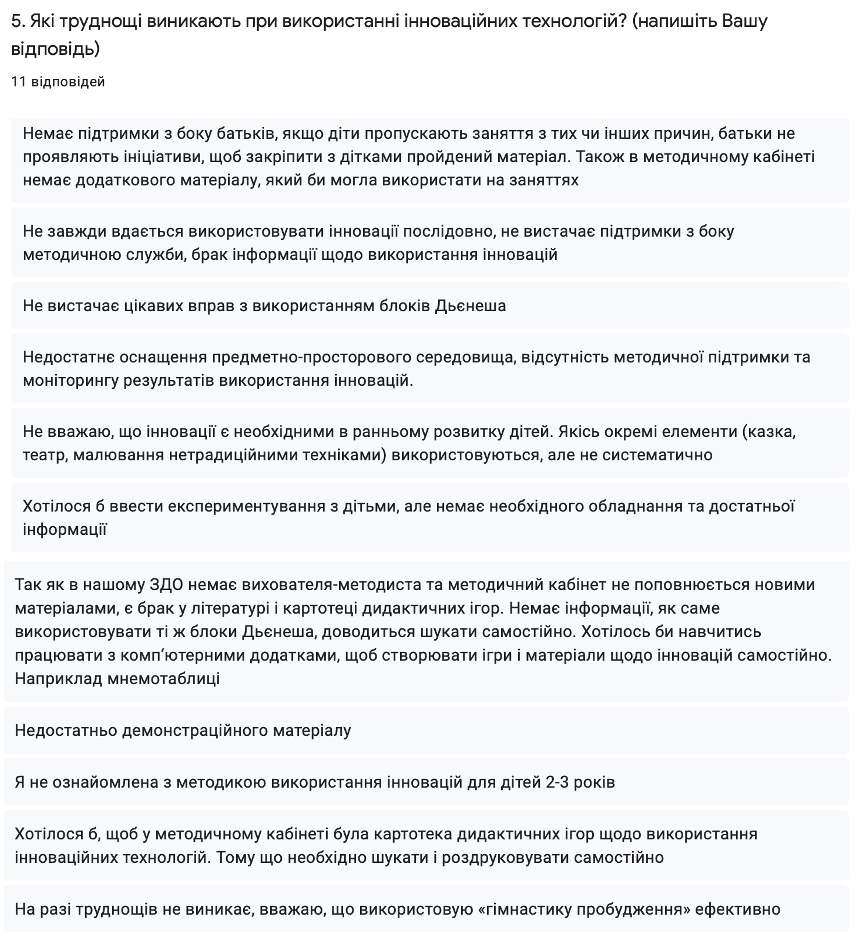 5. Які труднощі виникають при використанні інноваційних технологій? (напишіть Вашу
відповідь)
11 відповідей
Немає підтримки з боку батьків, якщо діти пропускають заняття з тих чи інших причин, батьки не
проявляють ініціативи, щоб закріпити з дітками пройдений матеріал. Також в методичному кабінеті
немає додаткового матеріалу, який би могла використати на заняттях
Не завжди вдається використовувати інновації послідовно, не вистачає підтримки з боку
методичною служби, брак інформації щодо використання інновацій
Не вистачає цікавих вправ з використанням блоків Дьєнеша
Недостатнє оснащення предметно-просторового середовища, відсутність методичної підтримки та
моніторингу результатів використання інновацій.
Не вважаю, що інновації є необхідними в ранньому розвитку дітей. Якісь окремі елементи (казка,
театр, малювання нетрадиційними техніками) використовуються, але не систематично
Хотілося б ввести експериментування з дітьми, але немає необхідного обладнання та достатньої
інформації
Так як в нашому ЗДО немає вихователя-методиста та методичний кабінет не поповнюється новими
матеріалами, є брак у літературі і картотеці дидактичних ігор. Немає інформації, як саме
використовувати ті ж блоки Дьєнеша, доводиться шукати самостійно. Хотілось би навчитись
працювати з комп‘ютерними додатками, щоб створювати ігри і матеріали щодо інновацій самостійно.
Наприклад мнемотаблиці
Недостатньо демонстраційного матеріалу
Я не ознайомлена з методикою використання інновацій для дітей 2-3 років
Хотілося б, щоб у методичному кабінеті була картотека дидактичних ігор щодо використання
інноваційних технологій. Тому що необхідно шукати і роздруковувати самостійно
На разі труднощів не виникає, вважаю, що використовую «гімнастику пробудження» ефективно